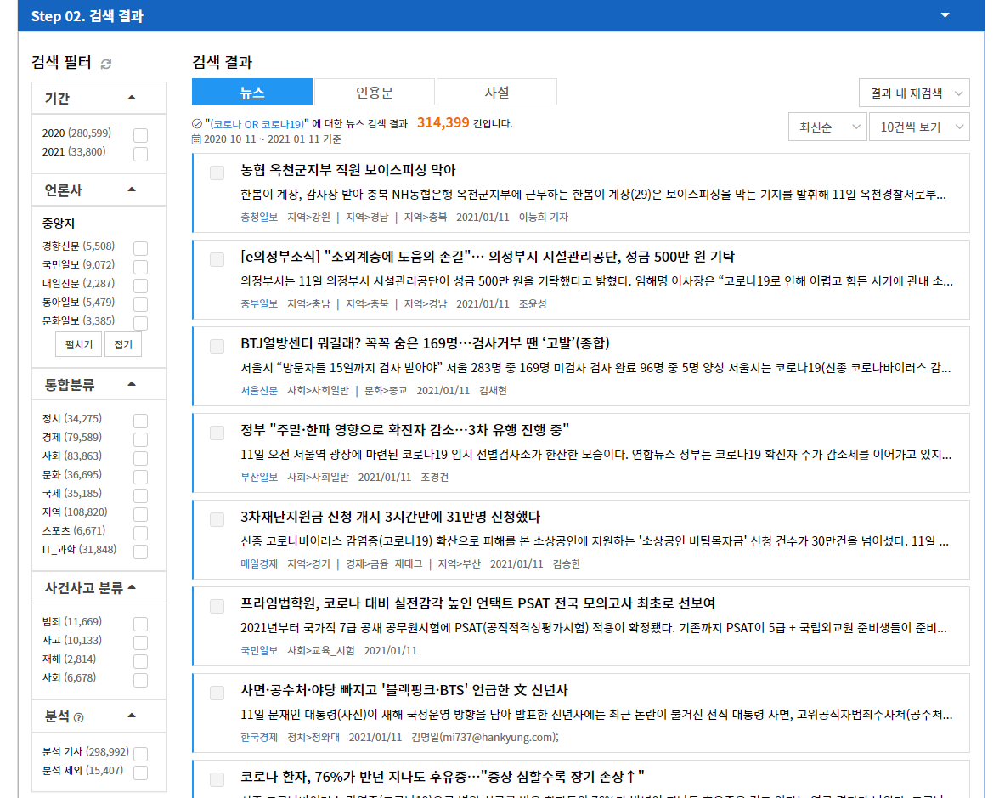 Step 02. 검색 결과
검색 필터
기간
2020 (280,599)
2021 (33,800)
언론사
중앙지
경향신문 (5,508)
국민일보 (9,072)
내일신문 (2,287)
동아일보 (5,479)
문화일보 (3,385)
펼치기 접기
통합분류
정치 (34,275)
경제 (79,589)
사회 (83,863)
문화 (36,695)
국제 (35,185)
지역 (108,820)
스포츠 (6,671)
IT_과학 (31,848)
사건사고 분류
범죄 (11,669)
사고 (10,133)
재해 (2,814)
사회 (6,678)
분석 ?
분석 기사 (298,992)
분석 제외 (15,407)
검색 결과
뉴스 인용문 사설
결과 내 재검색
"(코로나 OR 코로나19)" 에 대한 뉴스 검색 결과 314,399 건입니다.
2020-10-11 ~ 2021-01-11 기준
최신순 10건씩 보기
농협 옥천군지부 직원 보이스피싱 막아
한봄이 계장, 감사장 받아 충북 NH농협은행 옥천군지부에 근무하는 한봄이 계장(29)은 보이스피싱을 막는 기지를 발휘해 11일 옥천경찰서로부...
충청일보 지역>강원 | 지역>경남 | 지역>충북 2021/01/11 이능희 기자
[e의정부소식] "소외계층에 도움의 손길"… 의정부시 시설관리공단, 성금 500만 원 기탁
의정부시는 11일 의정부시 시설관리공단이 성금 500만 원을 기탁했다고 밝혔다. 임해명 이사장은 “코로나19로 인해 어렵고 힘든 시기에 관내 소...
중부일보 지역>충남 | 지역>충북 | 지역>경남 2021/01/11 조윤성
BTJ열방센터 뭐길래? 꼭꼭 숨은 169명…검사거부 땐 ‘고발’(종합)
서울시 “방문자들 15일까지 검사 받아야” 서울 283명 중 169명 미검사 검사 완료 96명 중 5명 양성 서울시는 코로나19(신종 코로나바이러스 감...
서울신문 사회>사회일반 | 문화>종교 2021/01/11 김채현
정부 "주말·한파 영향으로 확진자 감소…3차 유행 진행 중"
11일 오전 서울역 광장에 마련된 코로나19 임시 선별검사소가 한산한 모습이다. 연합뉴스 정부는 코로나19 확진자 수가 감소세를 이어가고 있지...
부산일보 사회>사회일반 2021/01/11 조경건
3차재난지원금 신청 개시 3시간만에 31만명 신청했다
신종 코로나바이러스 감염증(코로나19) 확산으로 피해를 본 소상공인에 지원하는 '소상공인 버팀목자금' 신청 건수가 30만건을 넘어섰다. 11일 ...
매일경제 지역>경기 | 경제>금융_재테크 | 지역>부산 2021/01/11 김승한
프라임법학원, 코로나 대비 실전감각 높인 언택트 PSAT 전국 모의고사 최초로 선보여
2021년부터 국가직 7급 공채 공무원시험에 PSAT(공직적격성평가시험) 적용이 확정됐다. 기존까지 PSAT이 5급 + 국립외교원 준비생들이 준비...
국민일보 사회>교육_시험 2021/01/11
사면·공수처·야당 빠지고 '블랙핑크·BTS' 언급한 文 신년사
11일 문재인 대통령(사진)이 새해 국정운영 방향을 담아 발표한 신년사에는 최근 논란이 불거진 전직 대통령 사면, 고위공직자범죄수사처(공수처...
한국경제 정치>청와대 2021/01/11 김명일(mi737@hankyung.com);
코로나 환자, 76%가 반년 지나도 후유증…"증상 심할수록 장기 손상↑"